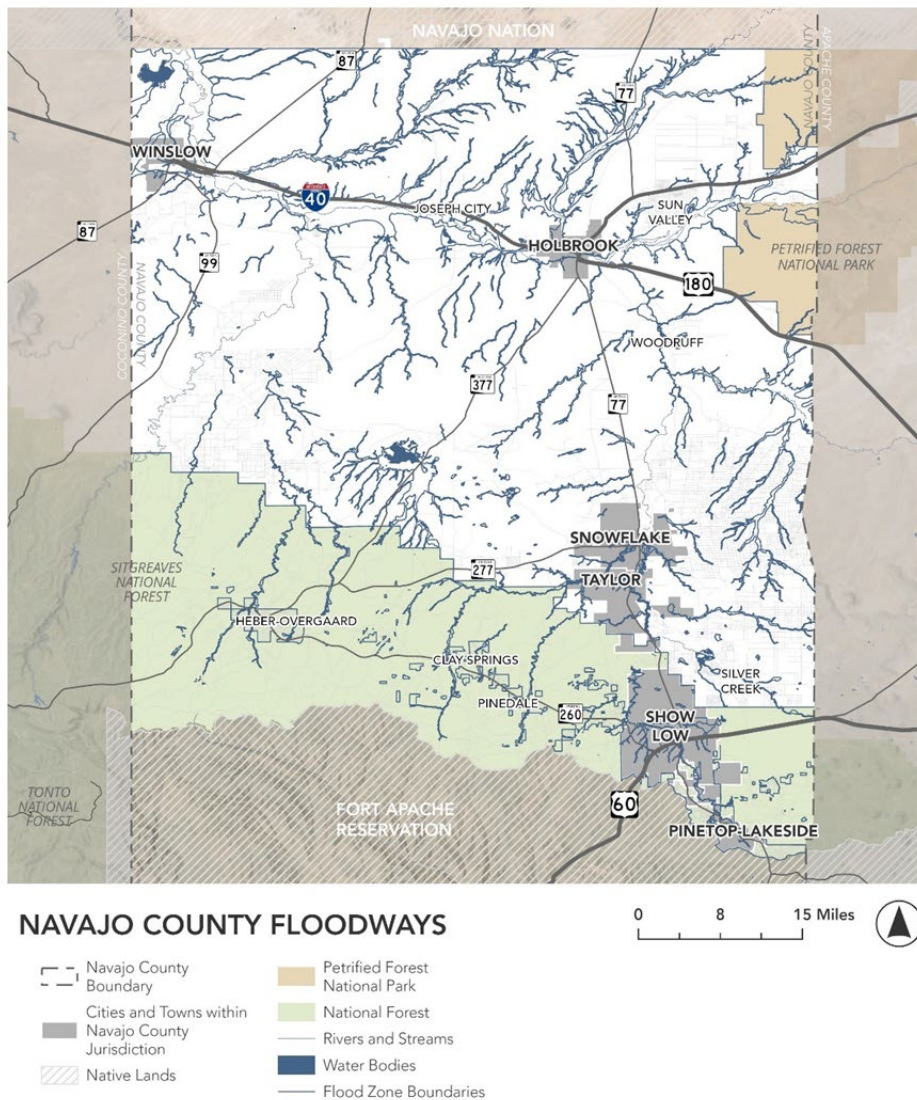 NAVAJO NATION
87
77
NAVAJO COUNTY
APACHE COUNTY
WINSLOW
40
JOSEPH CITY
SUN
VALLEY
87
99
HOLBROOK
PETRIFIED FOREST
NATIONAL PARK
180
COCONINO COUNTY
NAVAJO COUNTY
WOODRUFF
377
77
SNOWFLAKE
277
TAYLOR
SITGREAVES
NATIONAL
FOREST
HEBER-OVERGAARD
CLAY SPRINGS
SILVER
CREEK
PINEDALE
260
SHOW
LOW
TONTO
NATIONAL
FOREST
FORT APACHE
RESERVATION
60
PINETOP-LAKESIDE
NAVAJO COUNTY FLOODWAYS
0 8 15 Miles
Navajo County
Boundary
Cities and Towns within
Navajo County
Jurisdiction
Native Lands
Petrified Forest
National Park
National Forest
Rivers and Streams
Water Bodies
Flood Zone Boundaries